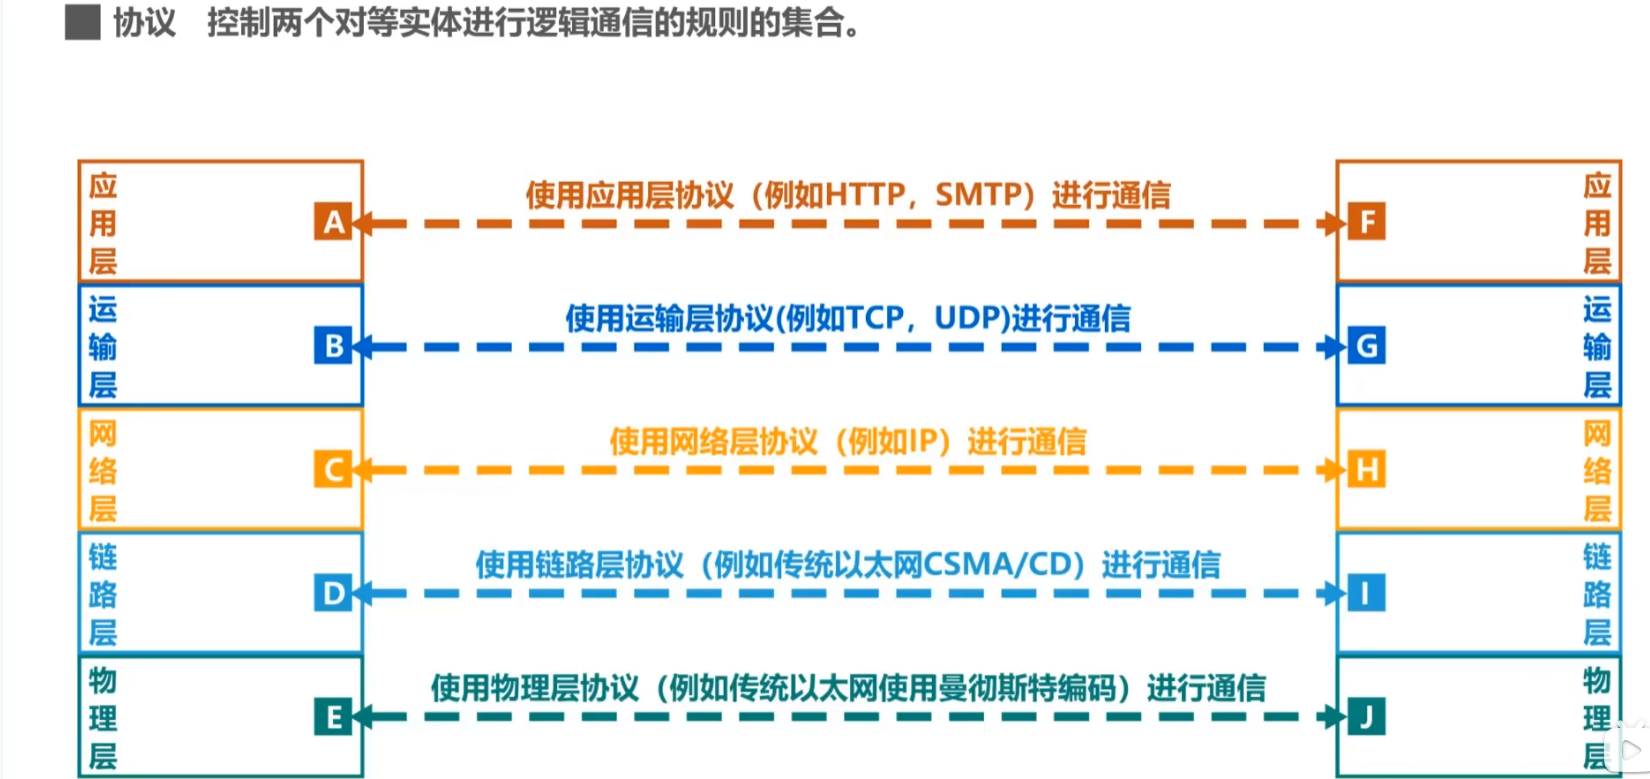 协议 控制两个对等实体进行逻辑通信的规则的集合。
应用层
A
使用应用层协议（例如HTTP，SMTP）进行通信
F
应用层
运输层
B
使用运输层协议(例如TCP，UDP)进行通信
G
运输层
网络层
C
使用网络层协议（例如IP）进行通信
H
网络层
链路层
D
使用链路层协议（例如传统以太网CSMA/CD）进行通信
I
链路层
物理层
E
使用物理层协议（例如传统以太网使用曼彻斯特编码）进行通信
J
物理层